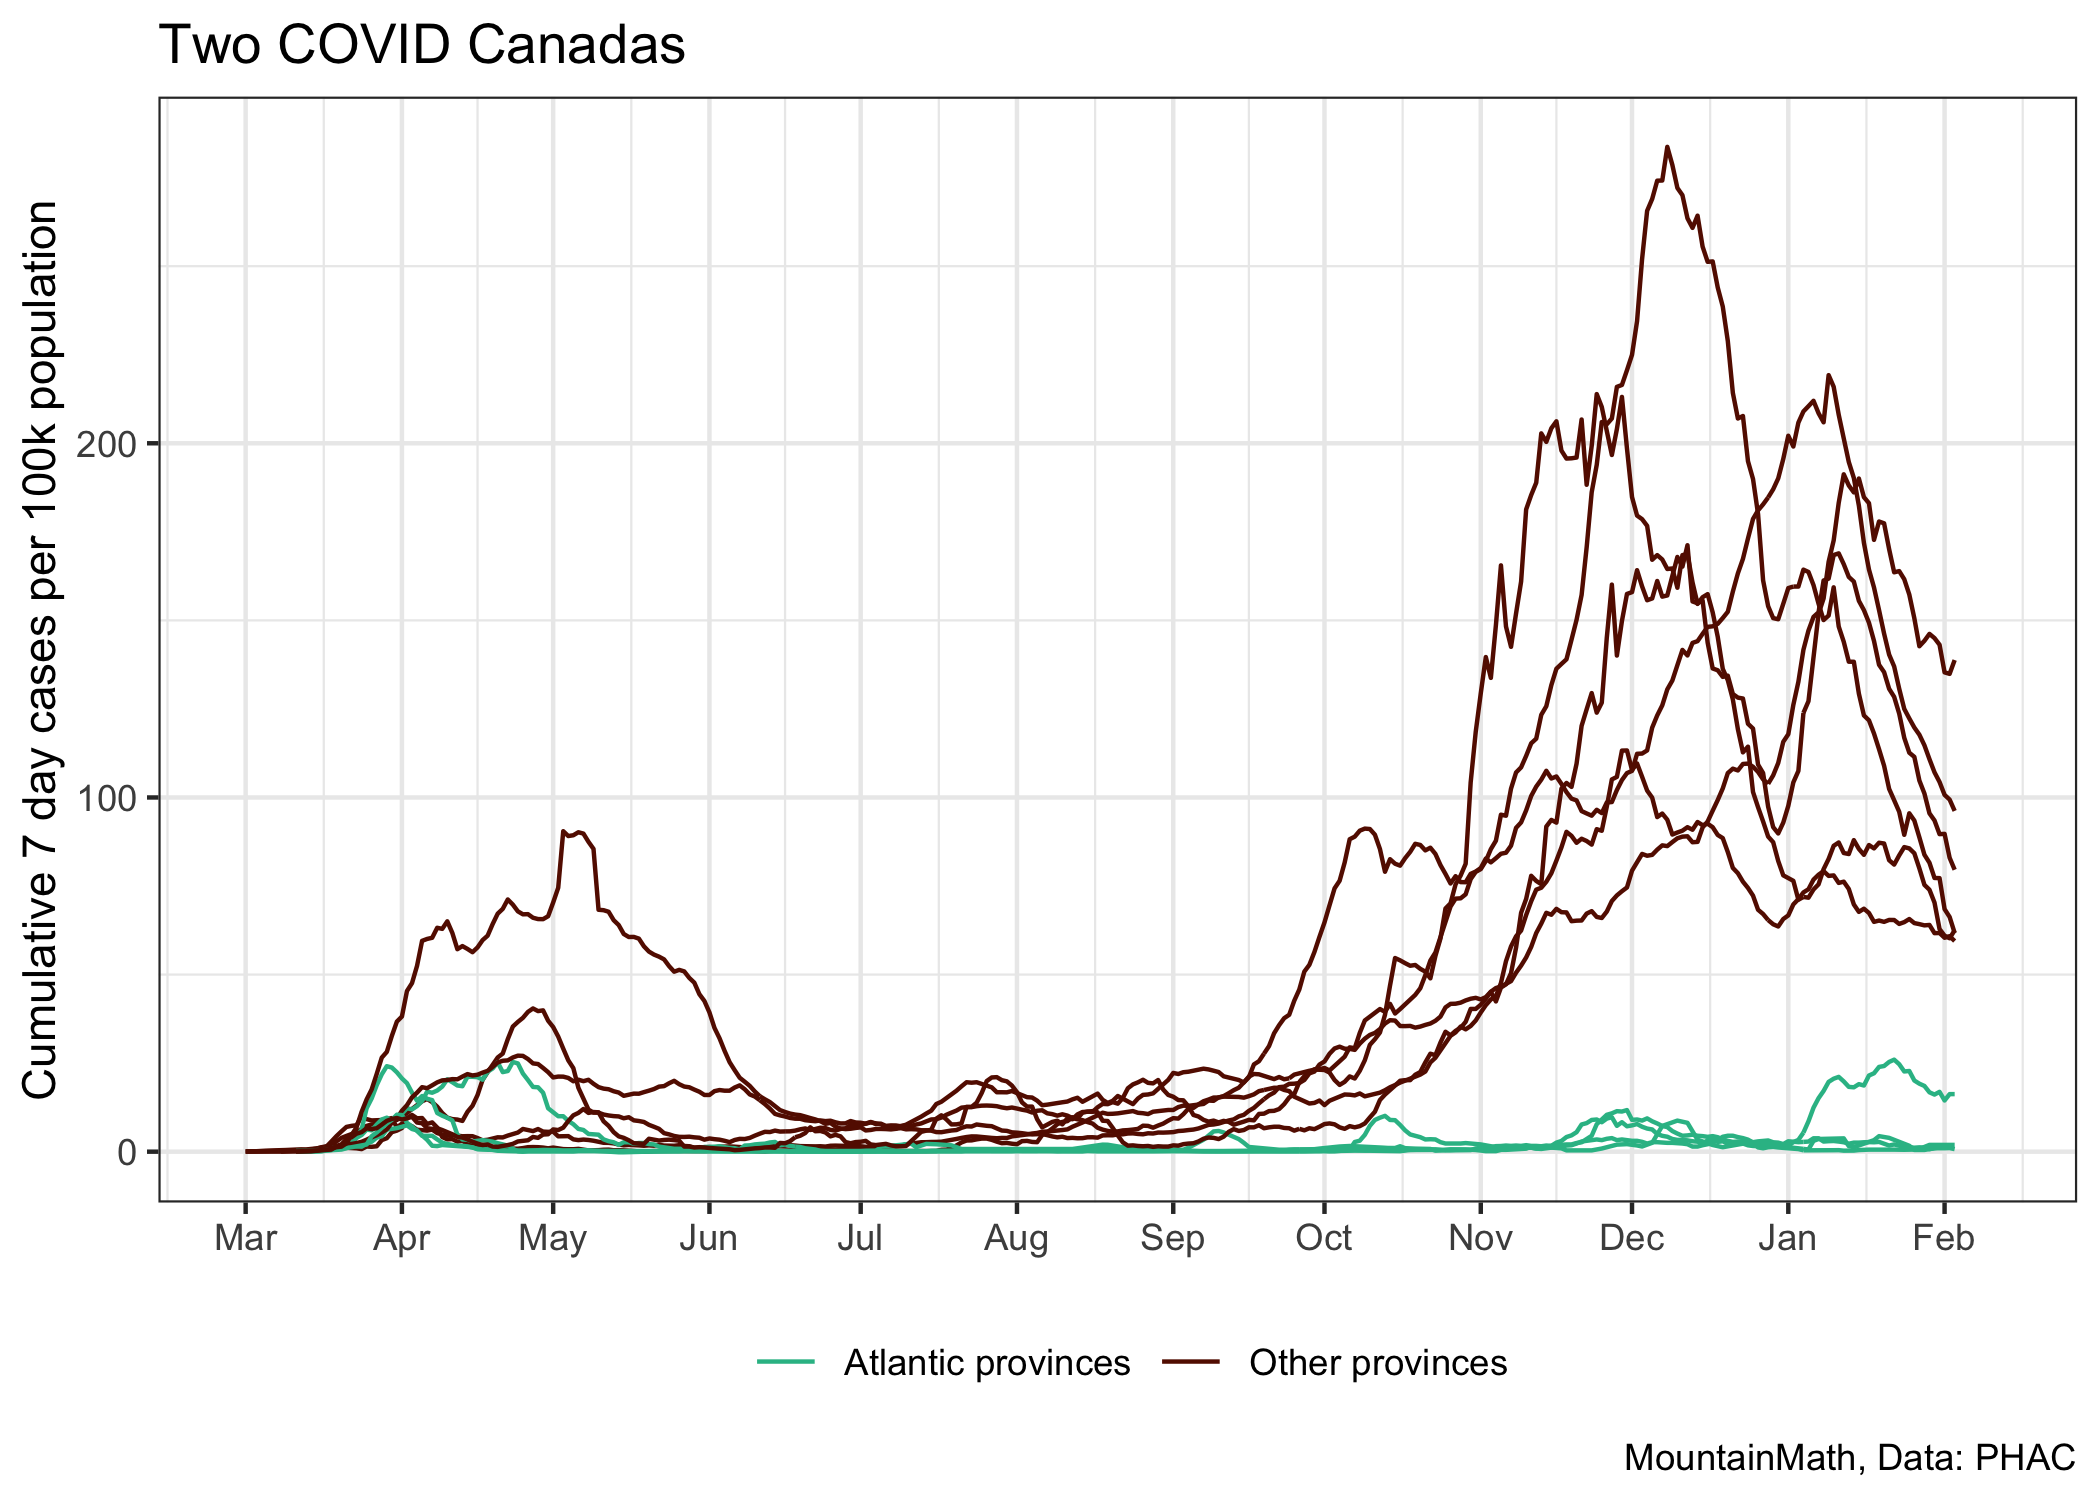 Two COVID Canadas
Cumulative 7 day cases per 100k population
200
100
0
Mar Apr May Jun Jul Aug Sep Oct Nov Dec Jan Feb
Atlantic provinces Other provinces
MountainMath, Data: PHAC